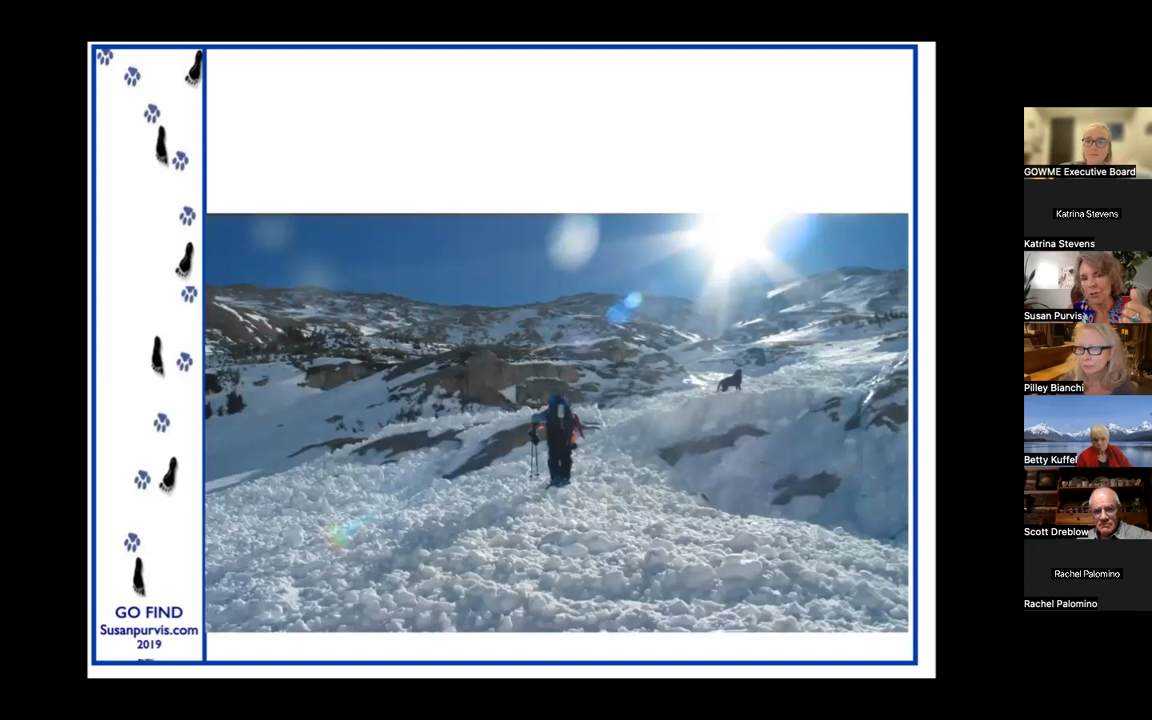 GO FIND
Susanpurvis.com
2019
GOWME Executive Board
Katrina Stevens
Katrina Stevens
Susan Purvis
Pilley Bianchi
Betty Kuffel
Scott Dreblow
Rachel Palomino
Rachel Palomino